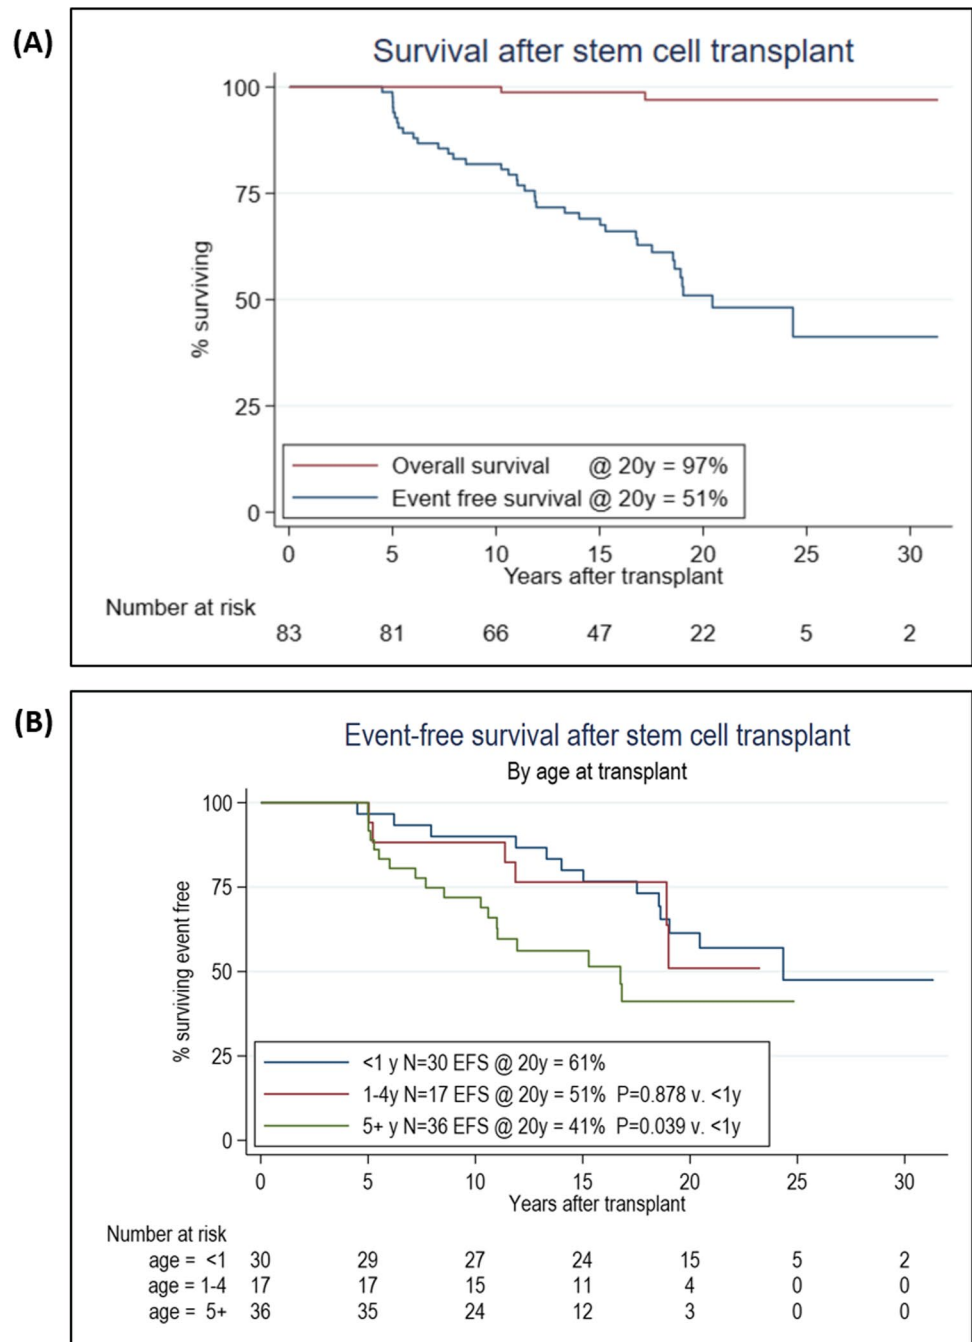 (A)
Survival after stem cell transplant
% surviving
100
75
50
25
0
Overall survival @ 20y = 97%
Event free survival @ 20y = 51%
0 5 10 15 20 25 30
Years after transplant
Number at risk
83 81 66 47 22 5 2
(B)
Event-free survival after stem cell transplant
By age at transplant
% surviving event free
100
75
50
25
0
<1 y N=30 EFS @ 20y = 61%
1-4y N=17 EFS @ 20y = 51% P=0.878 v. <1y
5+ y N=36 EFS @ 20y = 41% P=0.039 v. <1y
0 5 10 15 20 25 30
Years after transplant
Number at risk
age = <1 30 29 27 24 15 5 2
age = 1-4 17 17 15 11 4 0 0
age = 5+ 36 35 24 12 3 0 0